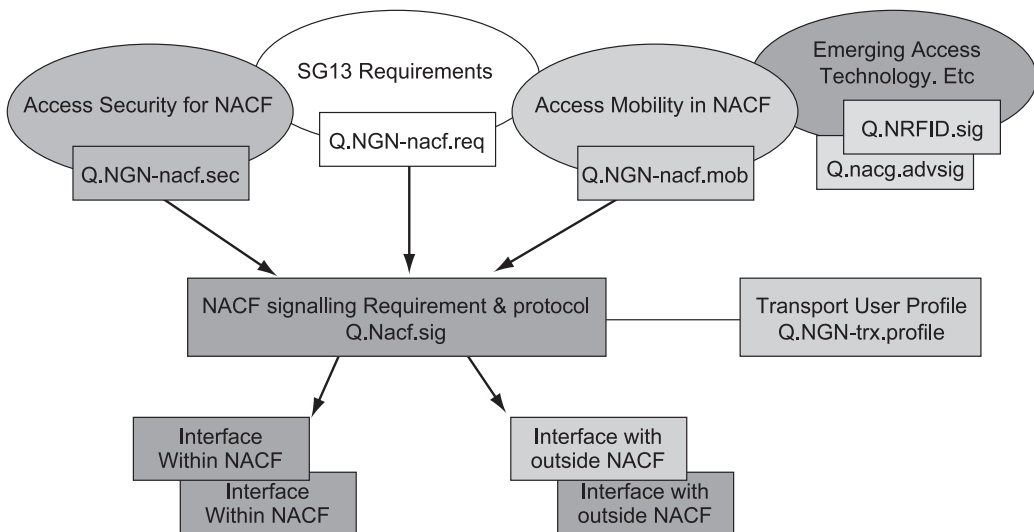 Emerging Access
Technology. Etc
SG13 Requirements
Access Security for NACF
Access Mobility in NACF
Q.NRFID.sig
Q.NGN-nacf.req
Q.NGN-nacf.sec
Q.NGN-nacf.mob
Q.nacg.advsig
NACF signalling Requirement & protocol
Q.Nacf.sig
Transport User Profile
Q.NGN-trx.profile
Interface
Within NACF
Interface with
outside NACF
Interface
Within NACF
Interface with
outside NACF